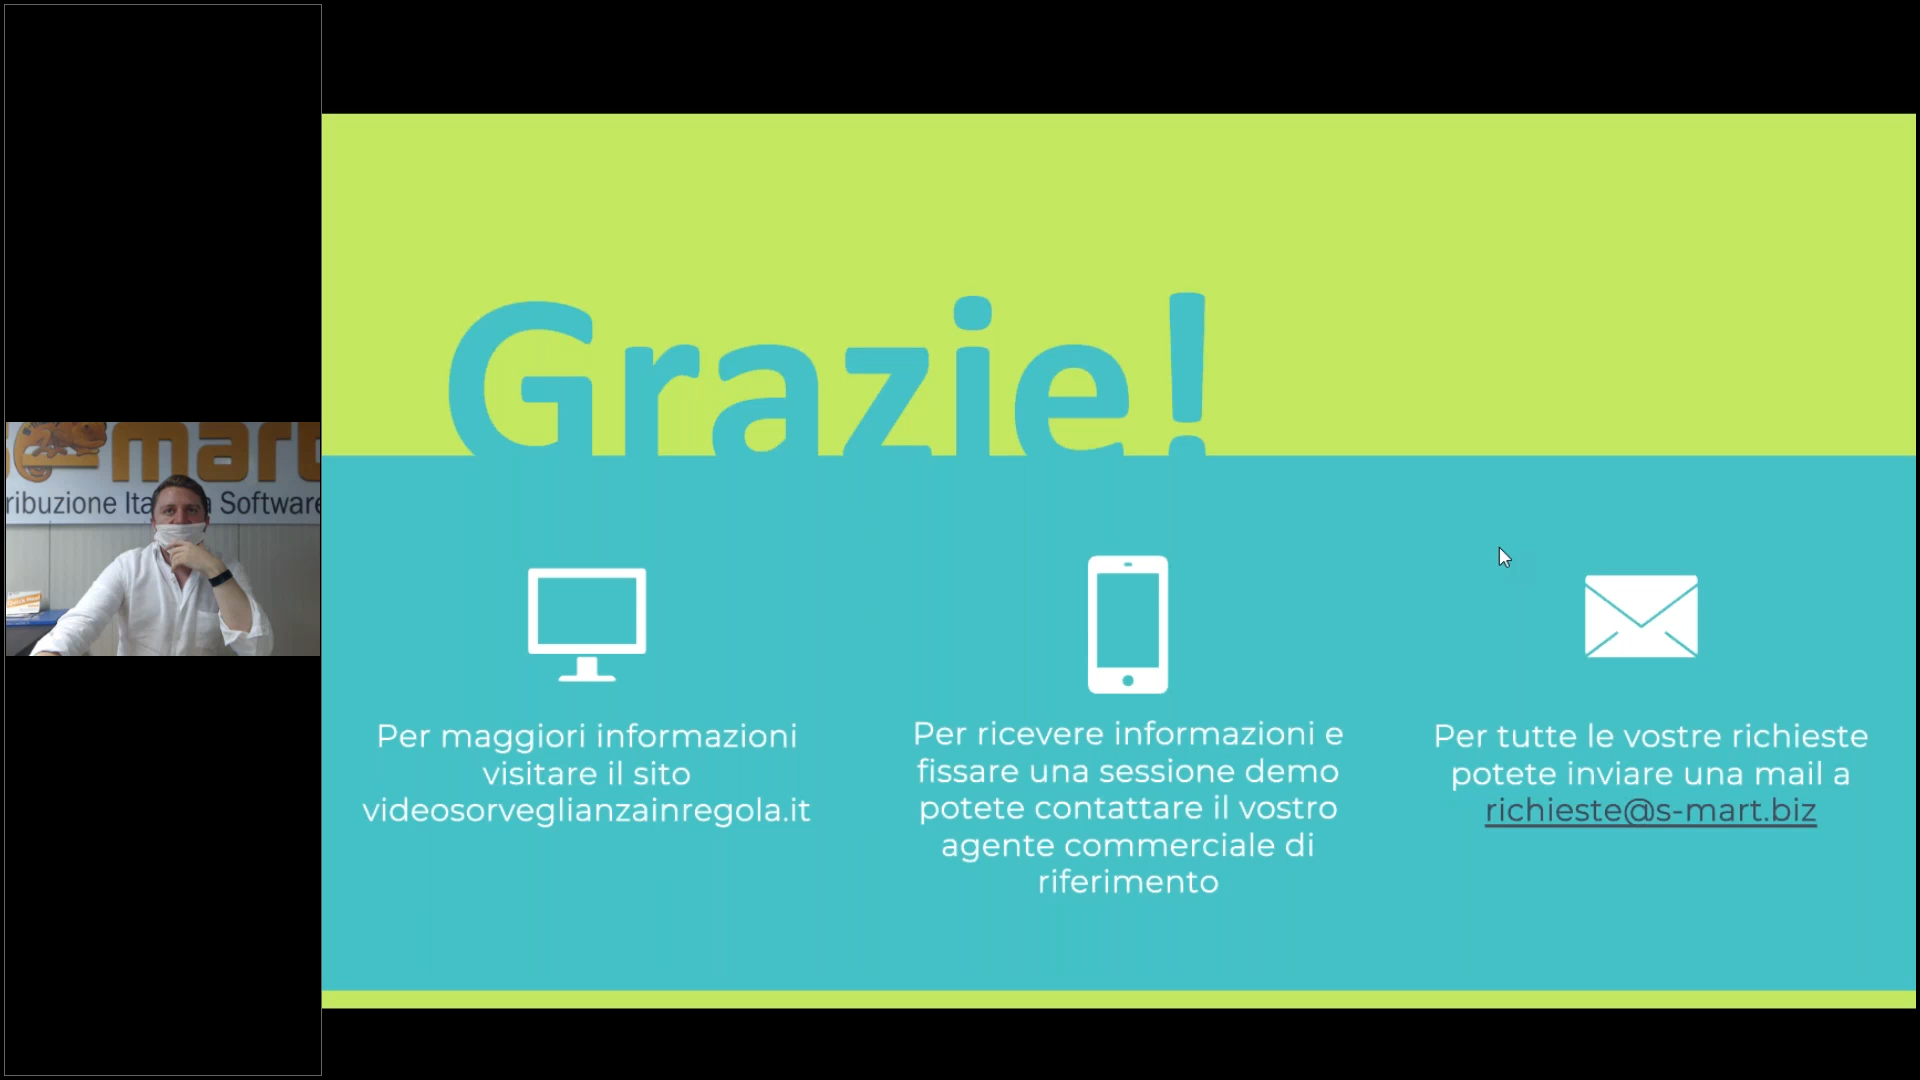 mart
Software
Grazie!
Per maggiori informazioni
visitare il sito
videosorveglianzainregola.it
Per ricevere informazioni e
fissare una sessione demo
potete contattare il vostro
agente commerciale di
riferimento
Per tutte le vostre richieste
potete inviare una mail a
richieste@s-mart.biz